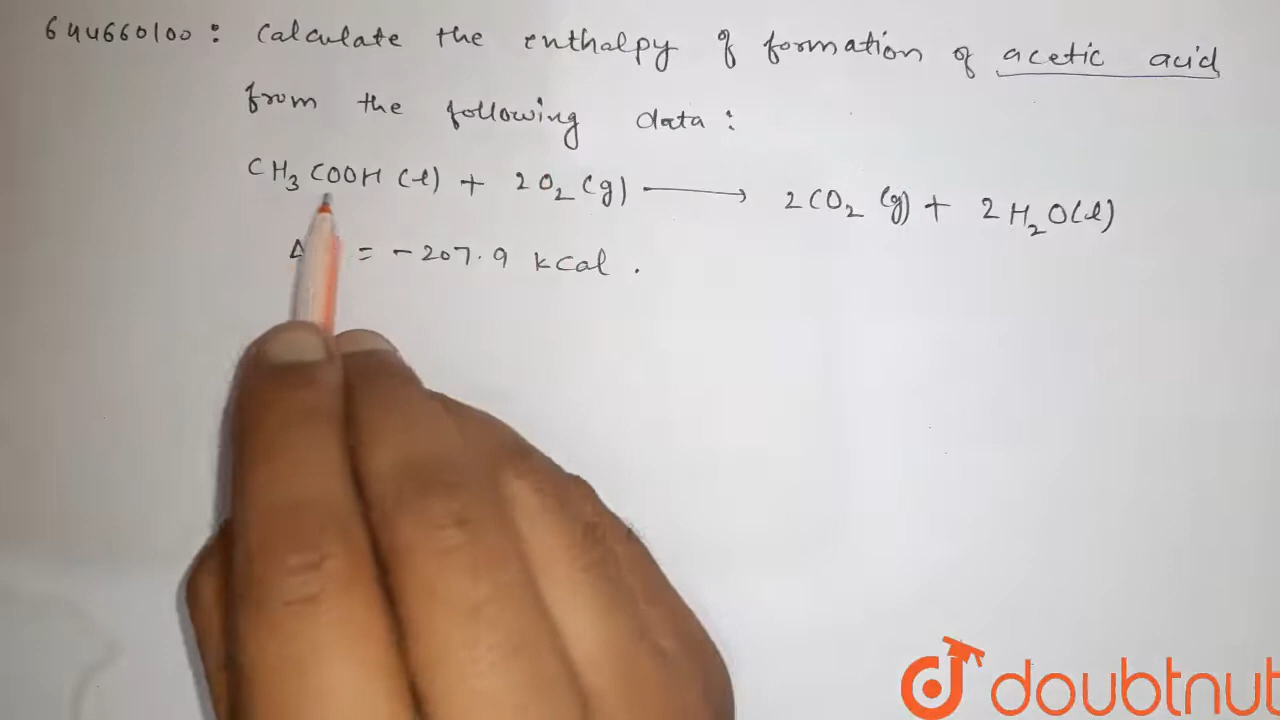 644660100: Calculate the enthalpy of formation of acetic acid
from the following data:
CH3COOH(l) + 2O2(g) ⟶ 2CO2(g) + 2H2O(l)
Δ = -207.9 kCal.
doubtnut